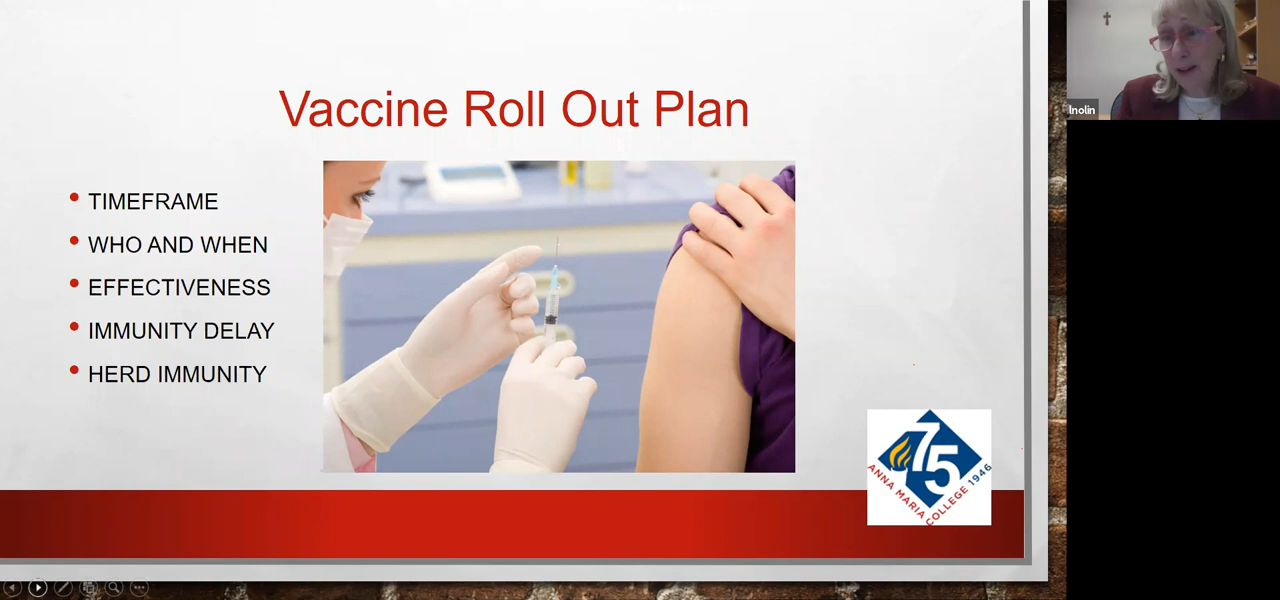 Vaccine Roll Out Plan
TIMEFRAME
WHO AND WHEN
EFFECTIVENESS
IMMUNITY DELAY
HERD IMMUNITY
75
ANNA MARIA COLLEGE 1946
lnolin